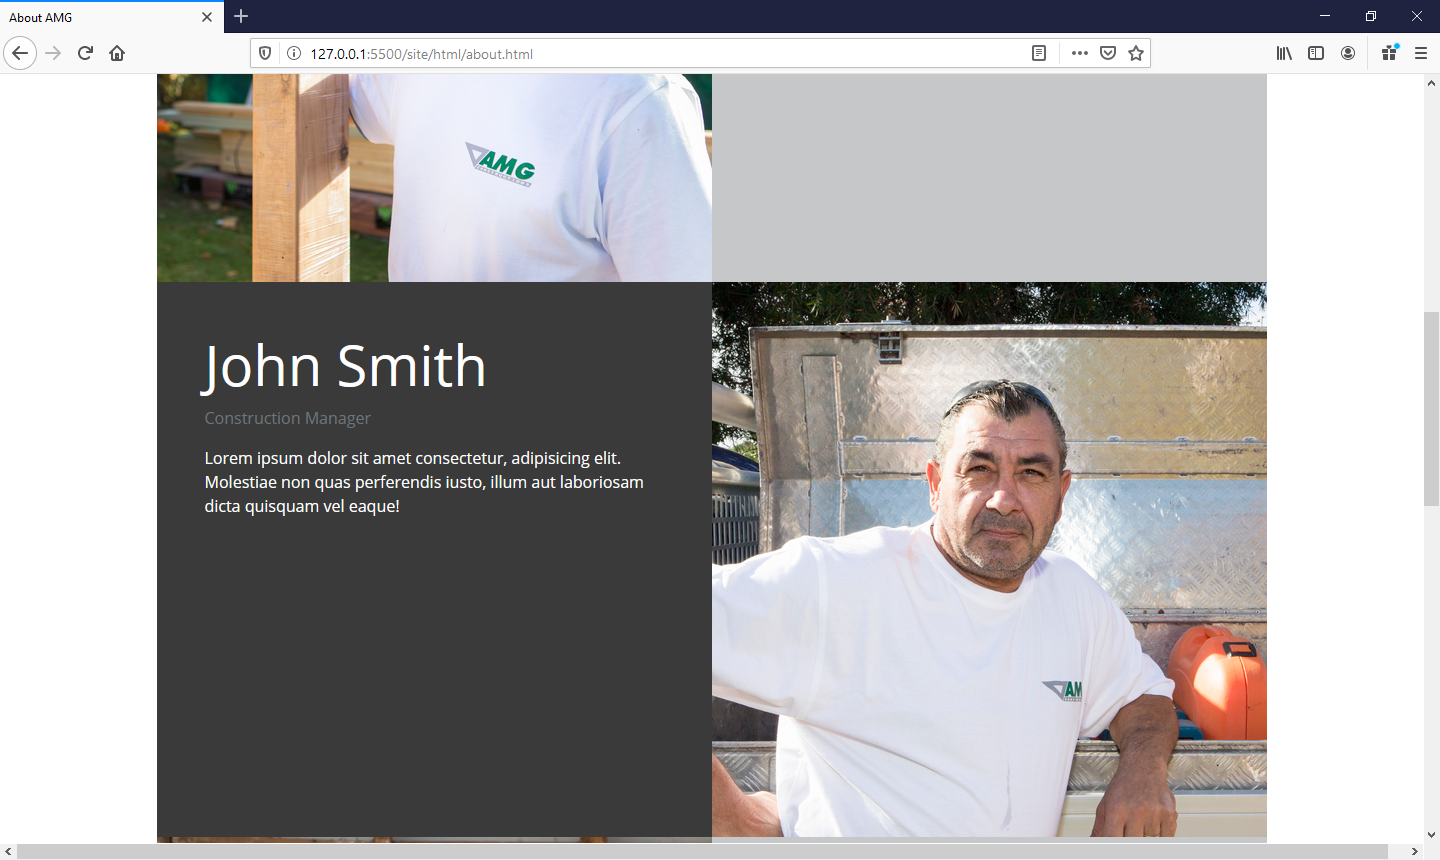 About AMG
127.0.0.1:5500/site/html/about.html
AMG
John Smith
Construction Manager
Lorem ipsum dolor sit amet consectetur, adipisicing elit.
Molestiae non quas perferendis iusto, illum aut laboriosam
dicta quisquam vel eaque!